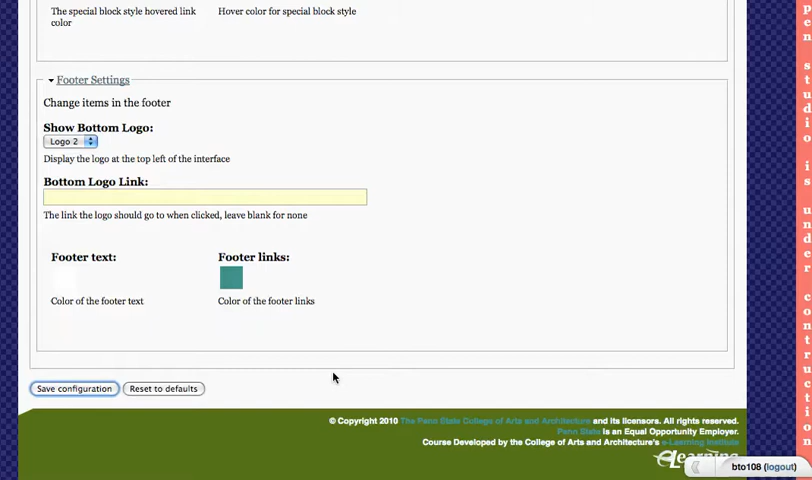 The special block style hovered link
color
Hover color for special block style
Footer Settings
Change items in the footer
Show Bottom Logo:
Logo 2
Display the logo at the top left of the interface
Bottom Logo Link:
The link the logo should go to when clicked, leave blank for none
Footer text:
Footer links:
Color of the footer text
Color of the footer links
Save configuration
Reset to defaults
© Copyright 2010 The Penn State College of Arts and Architecture and its licensors. All rights reserved.
Penn State is an Equal Opportunity Employer.
Course Developed by the College of Arts and Architecture's e-Learning Institute
eLearning
bto108 (logout)
pen studio is under construction